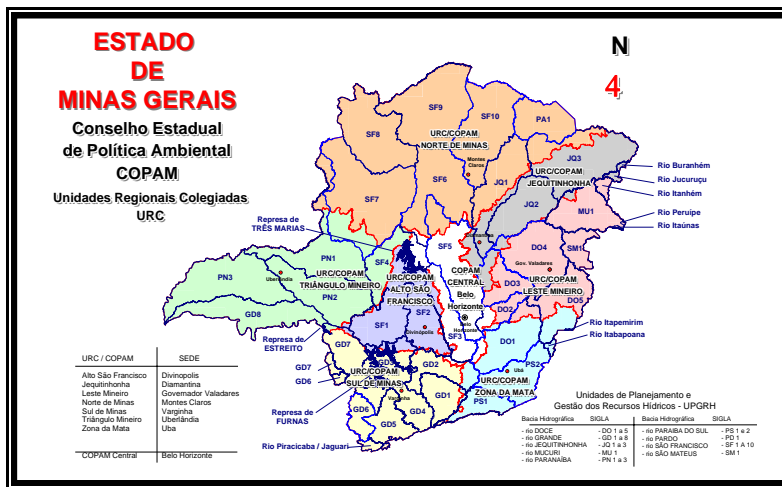 ESTADO
DE
MINAS GERAIS
Conselho Estadual
de Política Ambiental
COPAM
Unidades Regionais Colegiadas
URC
N
4
SF9
SF10
PA1
SF8
URC/COPAM
NORTE DE MINAS
Montes
Claros
JQ3
URC/COPAM
JEQUITINHONHA
JQ1
SF6
SF7
JQ2
MU1
Rio Buranhém
Rio Jucuruçu
Rio Itanhém
Rio Peruípe
Rio Itaúnas
Represa de
TRÊS MARIAS
SF5
Diamantina
DO4
SM1
PN1
SF4
Gov. Valadares
URC/COPAM
LESTE MINEIRO
PN3
Uberlândia
URC/COPAM
TRIÂNGULO MINEIRO
URC/COPAM
ALTO SÃO
FRANCISCO
COPAM
CENTRAL
Belo
Horizonte
DO3
PN2
DO5
DO2
GD8
SF1
SF2
Belo
Horizonte
Divinópolis
SF3
DO1
Rio Itapemirim
Rio Itabapoana
Represa de
ESTREITO
GD7
GD3
GD2
PS2
Ubá
GD7
GD6
URC/COPAM
SUL DE MINAS
URC/COPAM
ZONA DA MATA
Varginha
GD1
PS1
Represa de
FURNAS
GD6
GD4
GD5
Rio Piracicaba / Jaguari
URC / COPAM SEDE
Alto São Francisco Divinopolis
Jequitinhonha Diamantina
Leste Mineiro Governador Valadares
Norte de Minas Montes Claros
Sul de Minas Varginha
Triângulo Mineiro Uberlândia
Zona da Mata Uba
COPAM Central Belo Horizonte
Unidades de Planejamento e
Gestão dos Recursos Hídricos - UPGRH
Bacia Hidrográfica SIGLA Bacia Hidrográfica SIGLA
- rio DOCE - DO 1 a 5 - rio PARAIBA DO SUL - PS 1 e 2
- rio GRANDE - GD 1 a 8 - rio PARDO - PD 1
- rio JEQUITINHONHA - JQ 1 a 3 - rio SÃO FRANCISCO - SF 1 A 10
- rio MUCURI - MU 1 - rio SÃO MATEUS - SM 1
- rio PARANAÍBA - PN 1 a 3